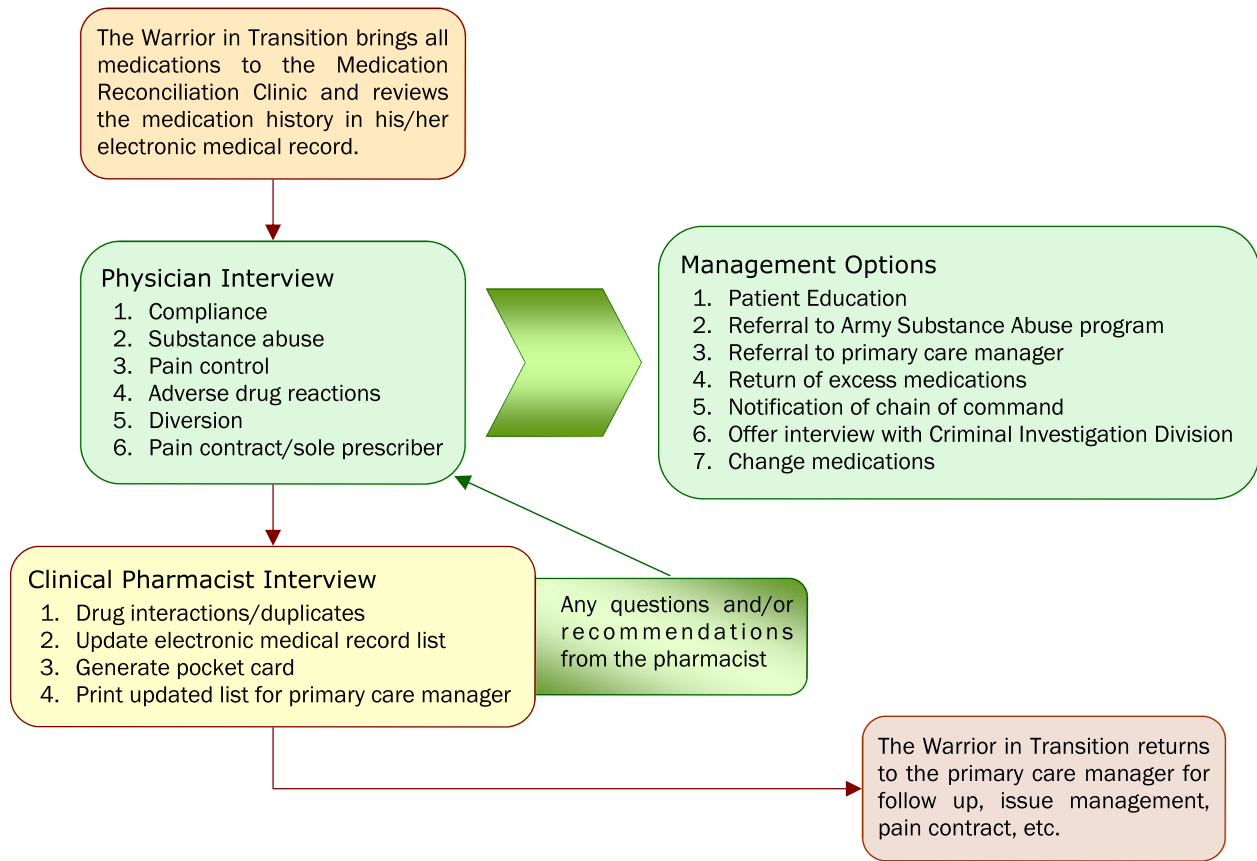 The Warrior in Transition brings all
medications to the Medication
Reconciliation Clinic and reviews
the medication history in his/her
electronic medical record.
Physician Interview
1. Compliance
2. Substance abuse
3. Pain control
4. Adverse drug reactions
5. Diversion
6. Pain contract/sole prescriber
Management Options
1. Patient Education
2. Referral to Army Substance Abuse program
3. Referral to primary care manager
4. Return of excess medications
5. Notification of chain of command
6. Offer interview with Criminal Investigation Division
7. Change medications
Clinical Pharmacist Interview
1. Drug interactions/duplicates
2. Update electronic medical record list
3. Generate pocket card
4. Print updated list for primary care manager
Any questions and/or
recommendations
from the pharmacist
The Warrior in Transition returns
to the primary care manager for
follow up, issue management,
pain contract, etc.